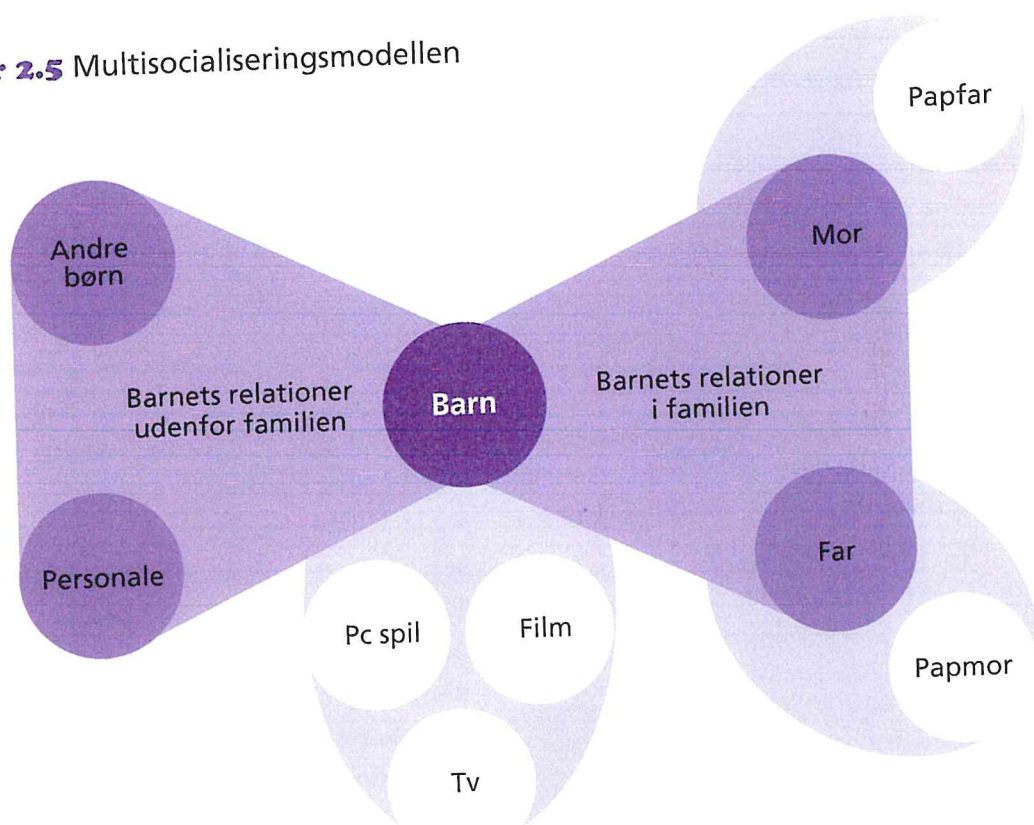 2.5 Multisocialiseringsmodellen
Papfar
Mor
Andre
børn
Barnets relationer
udenfor familien
Barn
Barnets relationer
i familien
Personale
Far
Pc spil
Film
Papmor
Tv